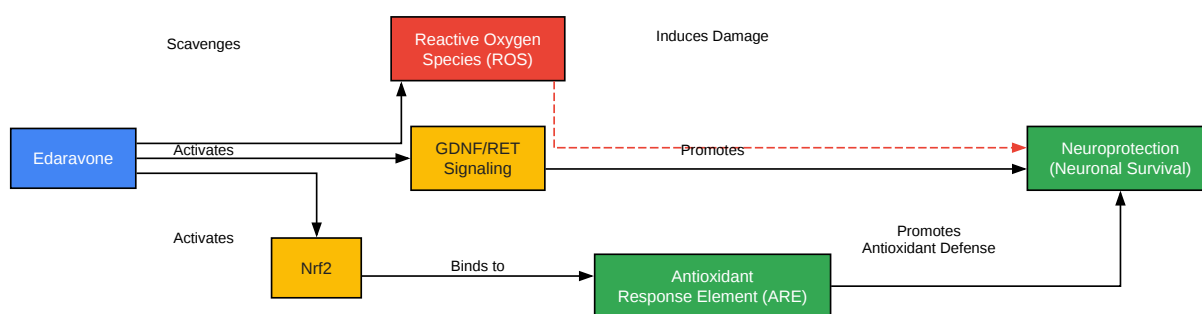 Scavenges
Reactive Oxygen
Species (ROS)
Induces Damage
Edaravone
Activates
GDNF/RET
Signaling
Promotes
Neuroprotection
(Neuronal Survival)
Activates
Nrf2
Binds to
Antioxidant
Response Element (ARE)
Promotes
Antioxidant Defense